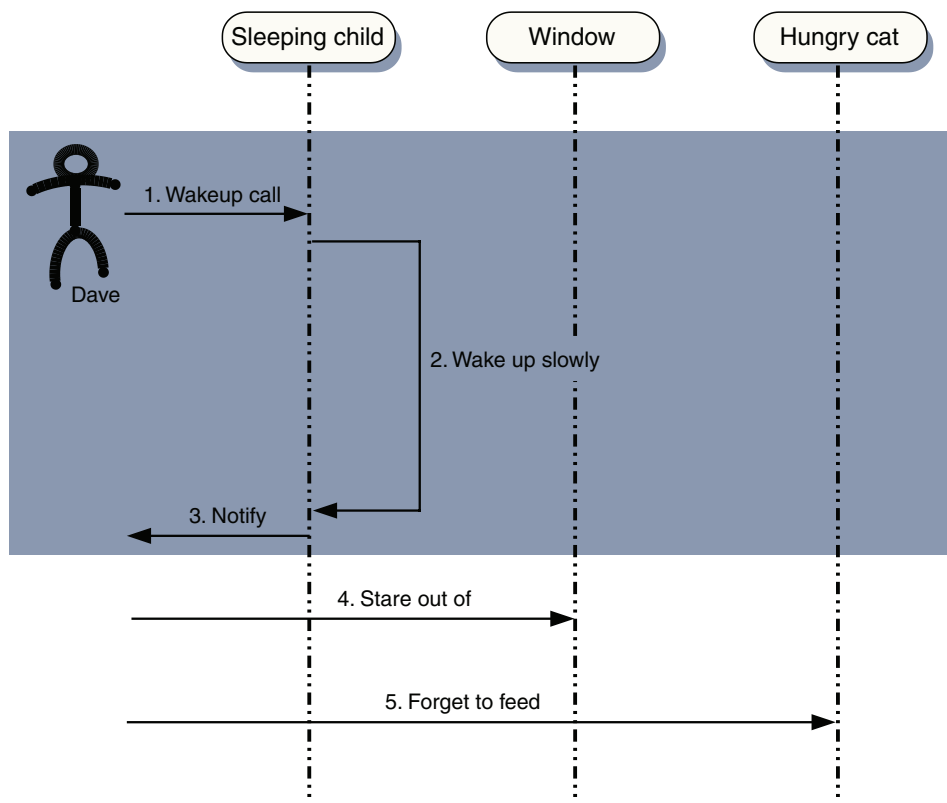 Sleeping child
Window
Hungry cat
1. Wakeup call
Dave
2. Wake up slowly
3. Notify
4. Stare out of
5. Forget to feed